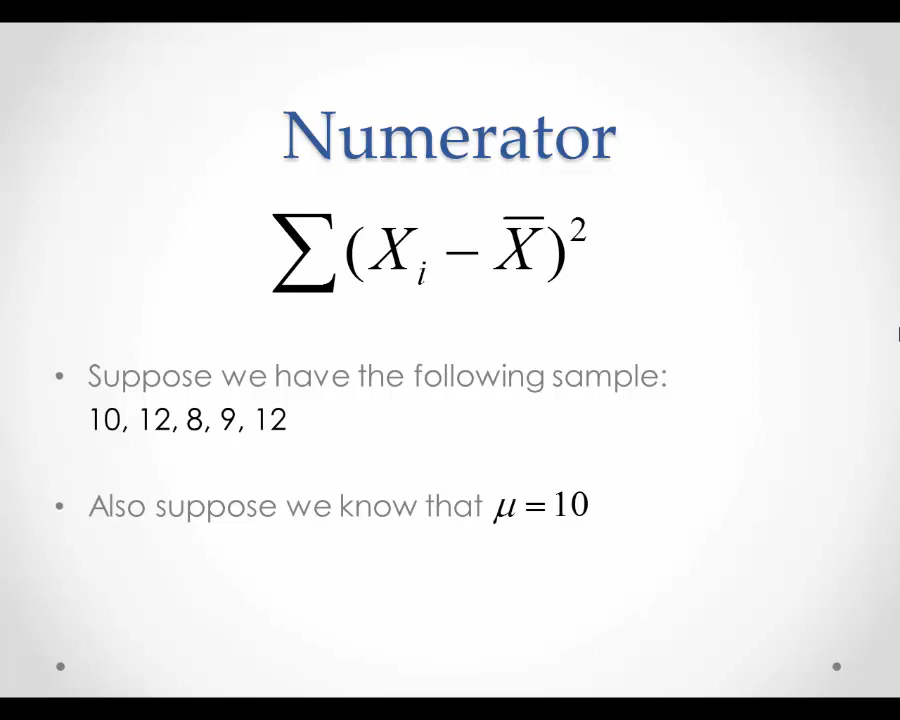 Numerator
∑(Xᵢ − X̅)²
• Suppose we have the following sample:
10, 12, 8, 9, 12
• Also suppose we know that μ = 10